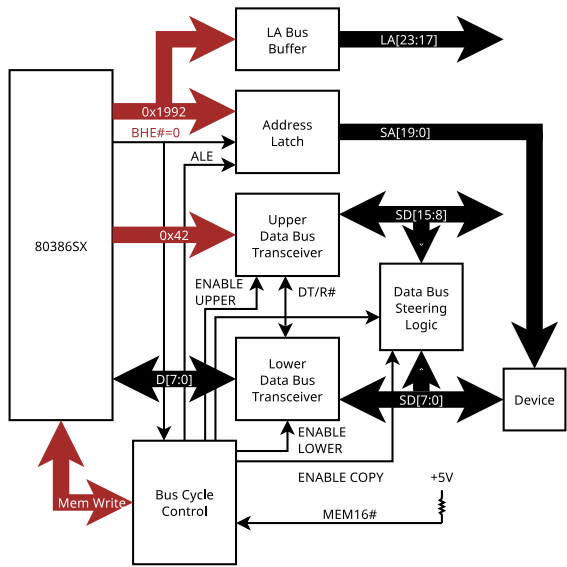 LA Bus
Buffer
LA[23:17]
0x1992
BHE#=0
Address
Latch
SA[19:0]
ALE
80386SX
0x42
Upper
Data Bus
Transceiver
SD[15:8]
ENABLE
UPPER
DT/R#
Data Bus
Steering
Logic
D[7:0]
Lower
Data Bus
Transceiver
SD[7:0]
Device
ENABLE
LOWER
ENABLE COPY
+5V
Mem Write
Bus Cycle
Control
MEM16#